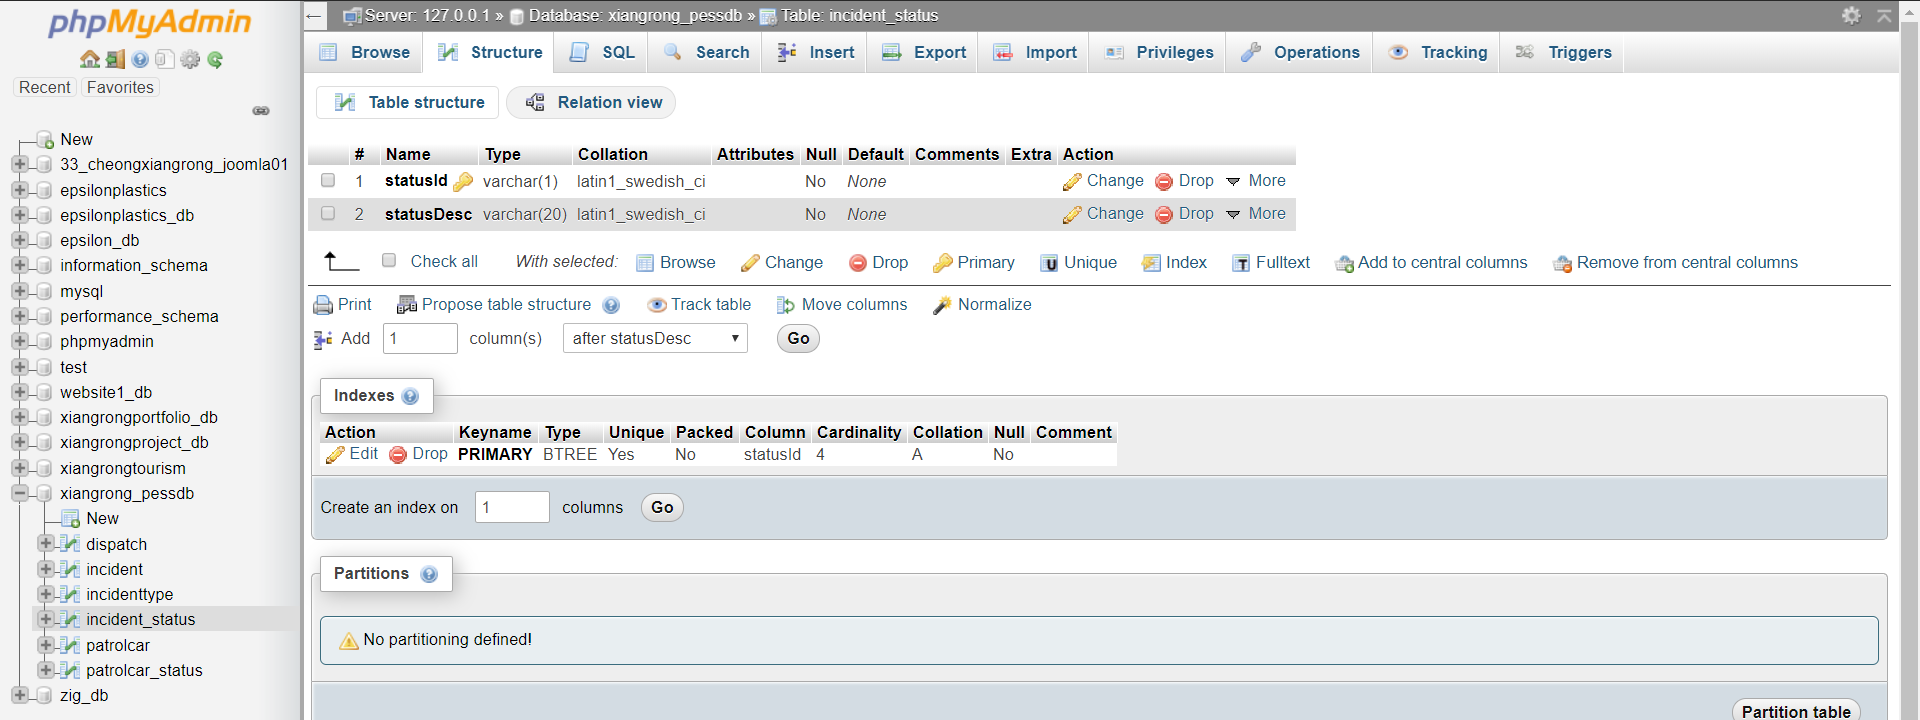 phpMyAdmin
Recent Favorites
New
33_cheongxiangrong_joomla01
epsilonplastics
epsilonplastics_db
epsilon_db
information_schema
mysql
performance_schema
phpmyadmin
test
website1_db
xiangrongportfolio_db
xiangrongproject_db
xiangrongtourism
xiangrong_pessdb
New
dispatch
incident
incidenttype
incident_status
patrolcar
patrolcar_status
zig_db
Server: 127.0.0.1 » Database: xiangrong_pessdb » Table: incident_status
Browse Structure SQL Search Insert Export Import Privileges Operations Tracking Triggers
Table structure Relation view
# Name Type Collation Attributes Null Default Comments Extra Action
1 statusId varchar(1) latin1_swedish_ci No None Change Drop More
2 statusDesc varchar(20) latin1_swedish_ci No None Change Drop More
Check all With selected: Browse Change Drop Primary Unique Index Fulltext Add to central columns Remove from central columns
Print Propose table structure Track table Move columns Normalize
Add 1 column(s) after statusDesc Go
Indexes
Action Keyname Type Unique Packed Column Cardinality Collation Null Comment
Edit Drop PRIMARY BTREE Yes No statusId 4 A No
Create an index on 1 columns Go
Partitions
No partitioning defined!
Partition table